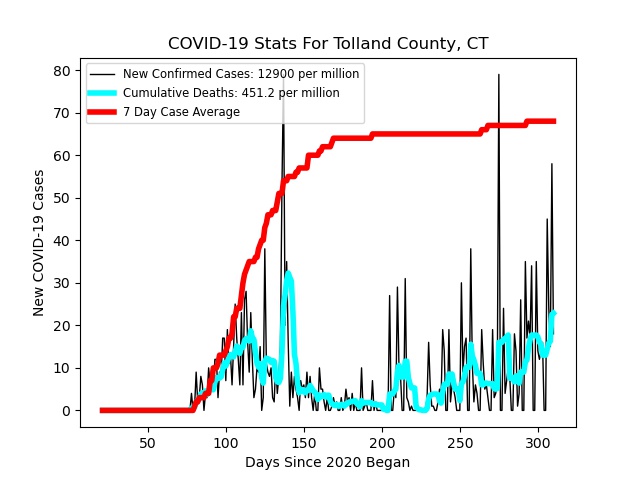 COVID-19 Stats For Tolland County, CT
New Confirmed Cases: 12900 per million
Cumulative Deaths: 451.2 per million
7 Day Case Average
80
70
60
50
40
30
20
10
0
New COVID-19 Cases
50 100 150 200 250 300
Days Since 2020 Began